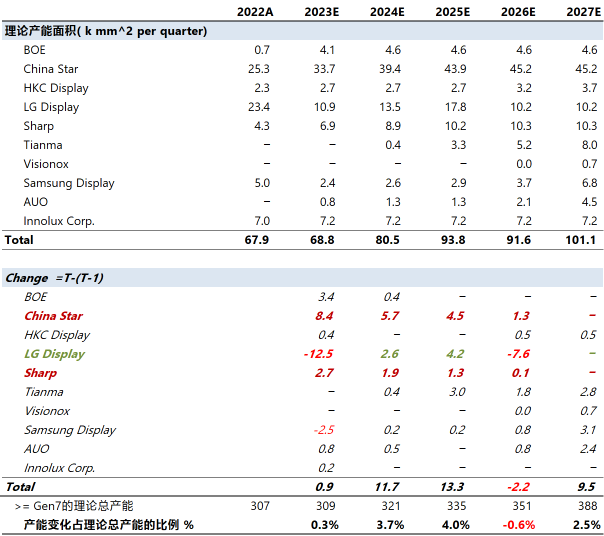 2022A 2023E 2024E 2025E 2026E 2027E
理论产能面积( k mm^2 per quarter)
BOE 0.7 4.1 4.6 4.6 4.6 4.6
China Star 25.3 33.7 39.4 43.9 45.2 45.2
HKC Display 2.3 2.7 2.7 2.7 3.2 3.7
LG Display 23.4 10.9 13.5 17.8 10.2 10.2
Sharp 4.3 6.9 8.9 10.2 10.3 10.3
Tianma – – 0.4 3.3 5.2 8.0
Visionox – – – – 0.0 0.7
Samsung Display 5.0 2.4 2.6 2.9 3.7 6.8
AUO – 0.8 1.3 1.3 2.1 4.5
Innolux Corp. 7.0 7.2 7.2 7.2 7.2 7.2
Total 67.9 68.8 80.5 93.8 91.6 101.1
Change =T-(T-1)
BOE 3.4 0.4 – – –
China Star 8.4 5.7 4.5 1.3 –
HKC Display 0.4 – – 0.5 0.5
LG Display -12.5 2.6 4.2 -7.6 –
Sharp 2.7 1.9 1.3 0.1 –
Tianma – 0.4 3.0 1.8 2.8
Visionox – – – 0.0 0.7
Samsung Display -2.5 0.2 0.2 0.8 3.1
AUO 0.8 0.5 – 0.8 2.4
Innolux Corp. 0.2 – – – –
Total 0.9 11.7 13.3 -2.2 9.5
>= Gen7的理论总产能 307 309 321 335 351 388
产能变化占理论总产能的比例 % 0.3% 3.7% 4.0% -0.6% 2.5%